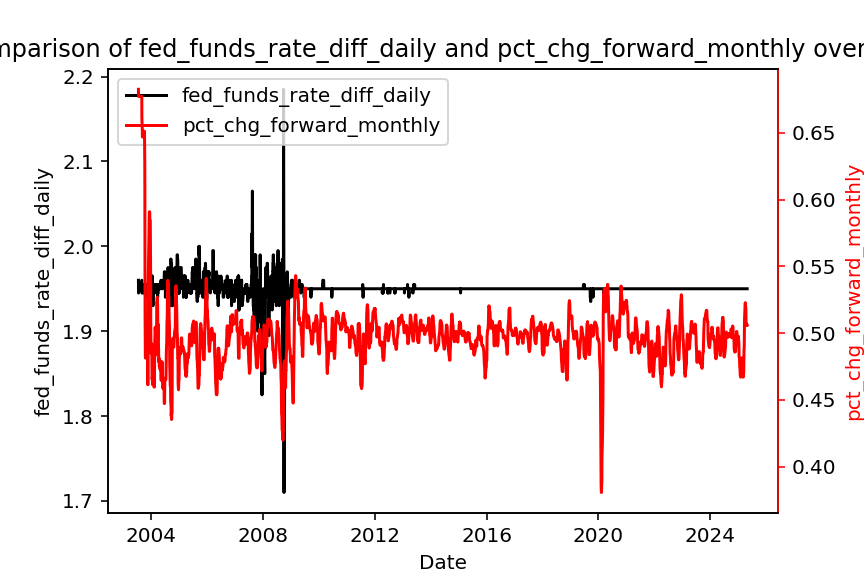 mparison of fed_funds_rate_diff_daily and pct_chg_forward_monthly over
fed_funds_rate_diff_daily
pct_chg_forward_monthly
fed_funds_rate_diff_daily
2.2
2.1
2.0
1.9
1.8
1.7
0.65
0.60
0.55
0.50
0.45
0.40
pct_chg_forward_monthly
2004 2008 2012 2016 2020 2024
Date